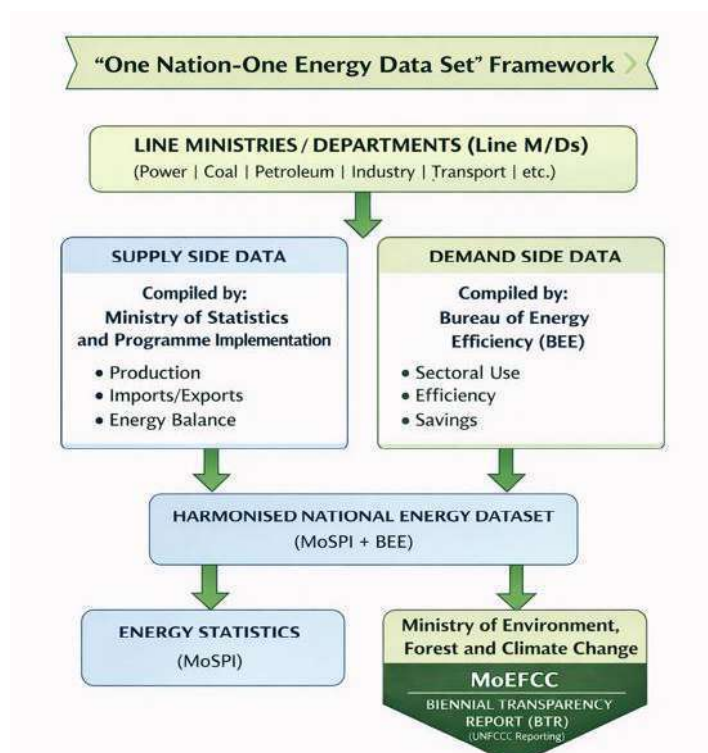 “One Nation-One Energy Data Set” Framework
LINE MINISTRIES / DEPARTMENTS (Line M/Ds)
(Power | Coal | Petroleum | Industry | Transport | etc.)
SUPPLY SIDE DATA
Compiled by:
Ministry of Statistics
and Programme Implementation
• Production
• Imports/Exports
• Energy Balance
DEMAND SIDE DATA
Compiled by:
Bureau of Energy
Efficiency (BEE)
• Sectoral Use
• Efficiency
• Savings
HARMONISED NATIONAL ENERGY DATASET
(MoSPI + BEE)
ENERGY STATISTICS
(MoSPI)
Ministry of Environment,
Forest and Climate Change
MoEFCC
BIENNIAL TRANSPARENCY
REPORT (BTR)
(UNFCCC Reporting)